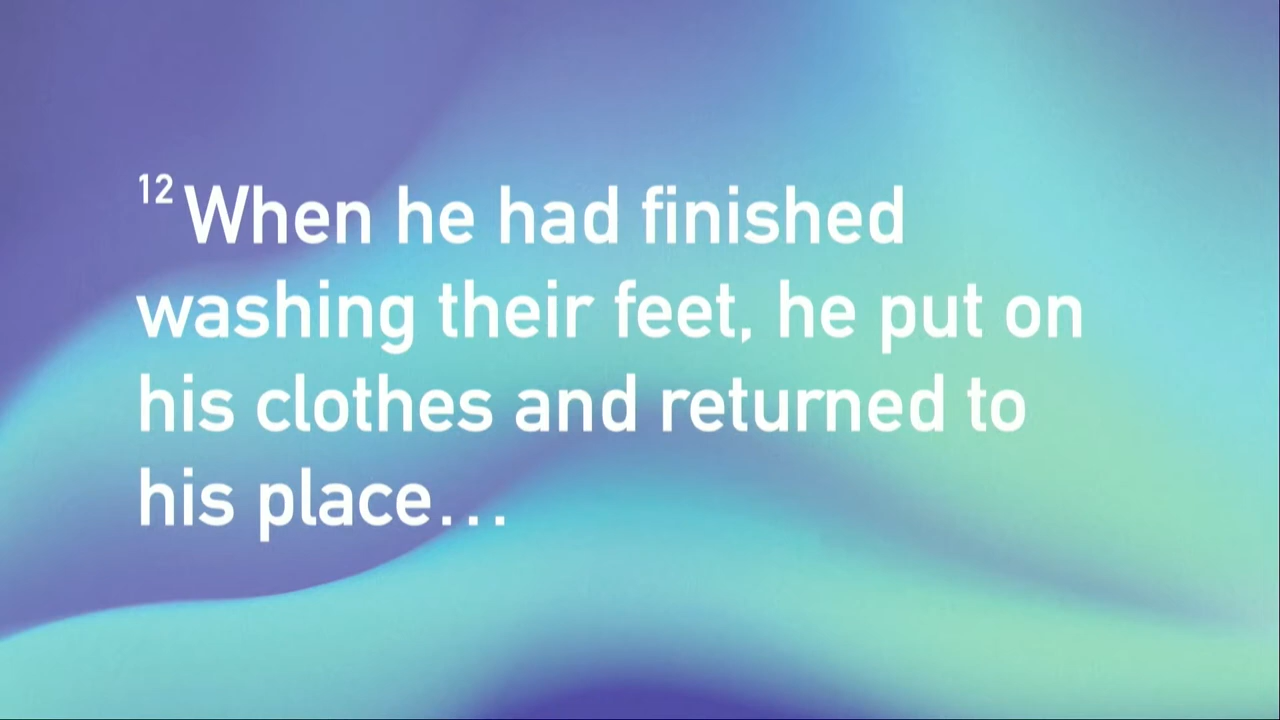 12 When he had finished
washing their feet, he put on
his clothes and returned to
his place…